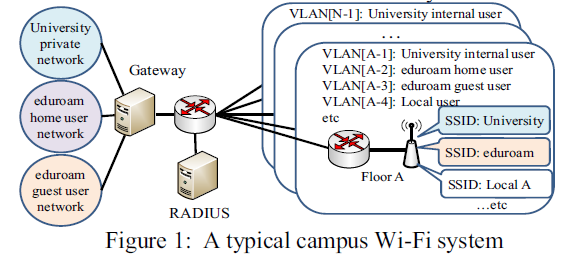 VLAN[N-1]: University internal user
. . .
University
private
network
Gateway
VLAN[A-1]: University internal user
VLAN[A-2]: eduroam home user
VLAN[A-3]: eduroam guest user
VLAN[A-4]: Local user
etc
eduroam
home user
network
SSID: University
SSID: eduroam
SSID: Local A
...etc
Floor A
eduroam
guest user
network
RADIUS
Figure 1: A typical campus Wi-Fi system